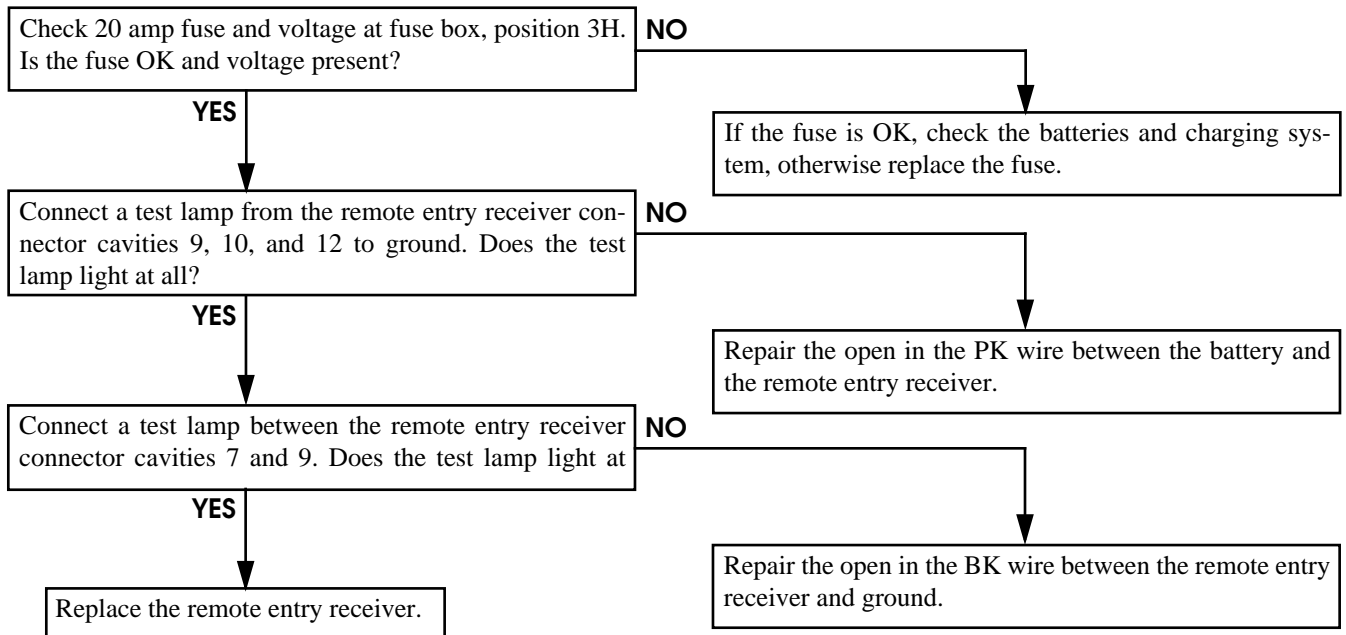 Check 20 amp fuse and voltage at fuse box, position 3H.
Is the fuse OK and voltage present?
NO
YES
If the fuse is OK, check the batteries and charging sys-
tem, otherwise replace the fuse.
Connect a test lamp from the remote entry receiver con-
nector cavities 9, 10, and 12 to ground. Does the test
lamp light at all?
NO
YES
Repair the open in the PK wire between the battery and
the remote entry receiver.
Connect a test lamp between the remote entry receiver
connector cavities 7 and 9. Does the test lamp light at
NO
YES
Repair the open in the BK wire between the remote entry
receiver and ground.
Replace the remote entry receiver.